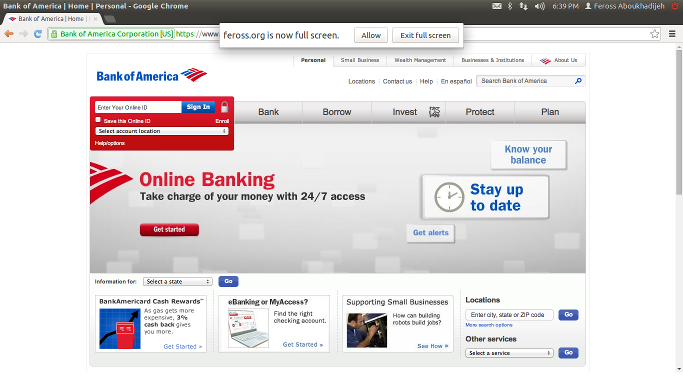 Bank of America | Home | Personal - Google Chrome
6:39 PM
Feross Aboukhadijeh
Bank of America | Home |
feross.org is now full screen.
Allow
Exit full screen
Bank of America Corporation [US]
https://www.
Personal
Small Business
Wealth Management
Businesses & Institutions
About Us
Bank of America
Locations
Contact us
Help
En español
Search Bank of America
Enter Your Online ID
Sign In
Save this Online ID
Enroll
Select account location
Help/options
Bank
Borrow
Invest
Protect
Plan
Know your
balance
Online Banking
Take charge of your money with 24/7 access
Stay up
to date
Get started
Get alerts
Information for:
Select a state
Go
BankAmericard Cash Rewards™
As gas gets more
expensive, 3%
cash back gives
you more.
Get Started »
eBanking or MyAccess?
Find the right
checking account.
Get Started »
Supporting Small Businesses
How can building
robots build jobs?
See How »
Locations
Enter city, state or ZIP code
Go
More search options
Other services
Select a service
Go